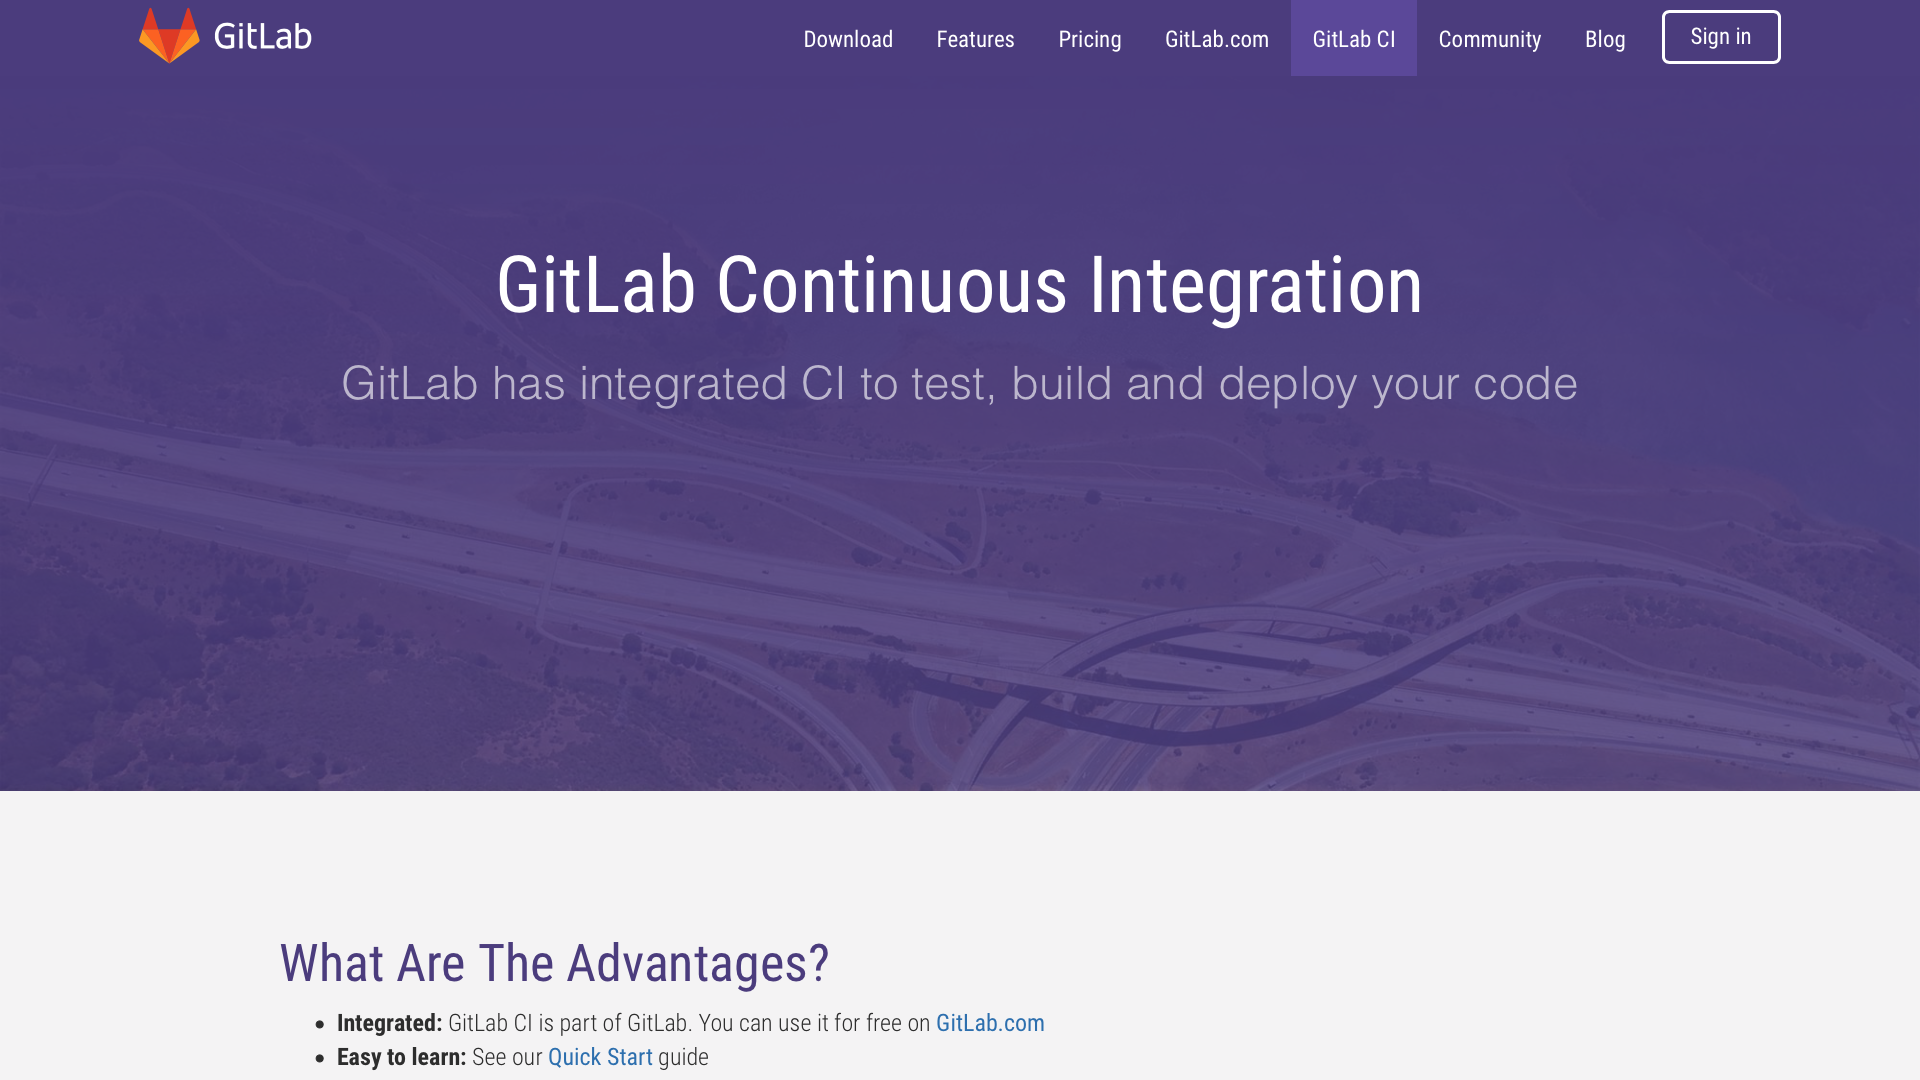 GitLab
Download Features Pricing GitLab.com GitLab CI Community Blog Sign in
GitLab Continuous Integration
GitLab has integrated CI to test, build and deploy your code
What Are The Advantages?
• Integrated: GitLab CI is part of GitLab. You can use it for free on GitLab.com
• Easy to learn: See our Quick Start guide